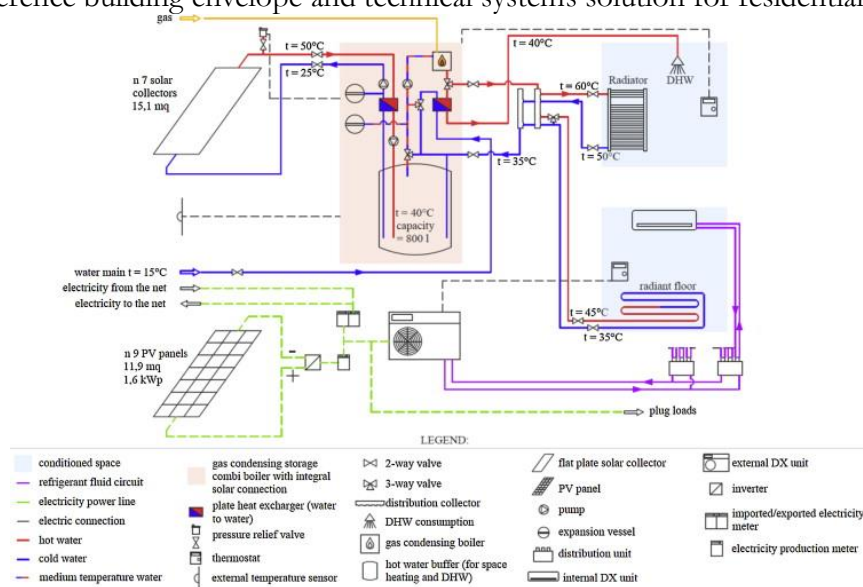 erence building envelope and technical systems solution for residential
gas
t = 50°C
t = 25°C
n 7 solar
collectors
15,1 mq
t = 40°C
DHW
t = 60°C
Radiator
t = 50°C
t = 35°C
t = 40°C
capacity
= 800 l
water main t = 15°C
electricity from the net
electricity to the net
radiant floor
t = 45°C
t = 35°C
n 9 PV panels
11,9 mq
1,6 kWp
-
+
plug loads
LEGEND:
conditioned space
refrigerant fluid circuit
electricity power line
electric connection
hot water
cold water
medium temperature water
gas condensing storage
combi boiler with integral
solar connection
plate heat exchanger (water
to water)
pressure relief valve
thermostat
external temperature sensor
2-way valve
3-way valve
distribution collector
DHW consumption
gas condensing boiler
hot water buffer (for space
heating and DHW)
flat plate solar collector
PV panel
pump
expansion vessel
distribution unit
internal DX unit
external DX unit
inverter
imported/exported electricity
meter
electricity production meter